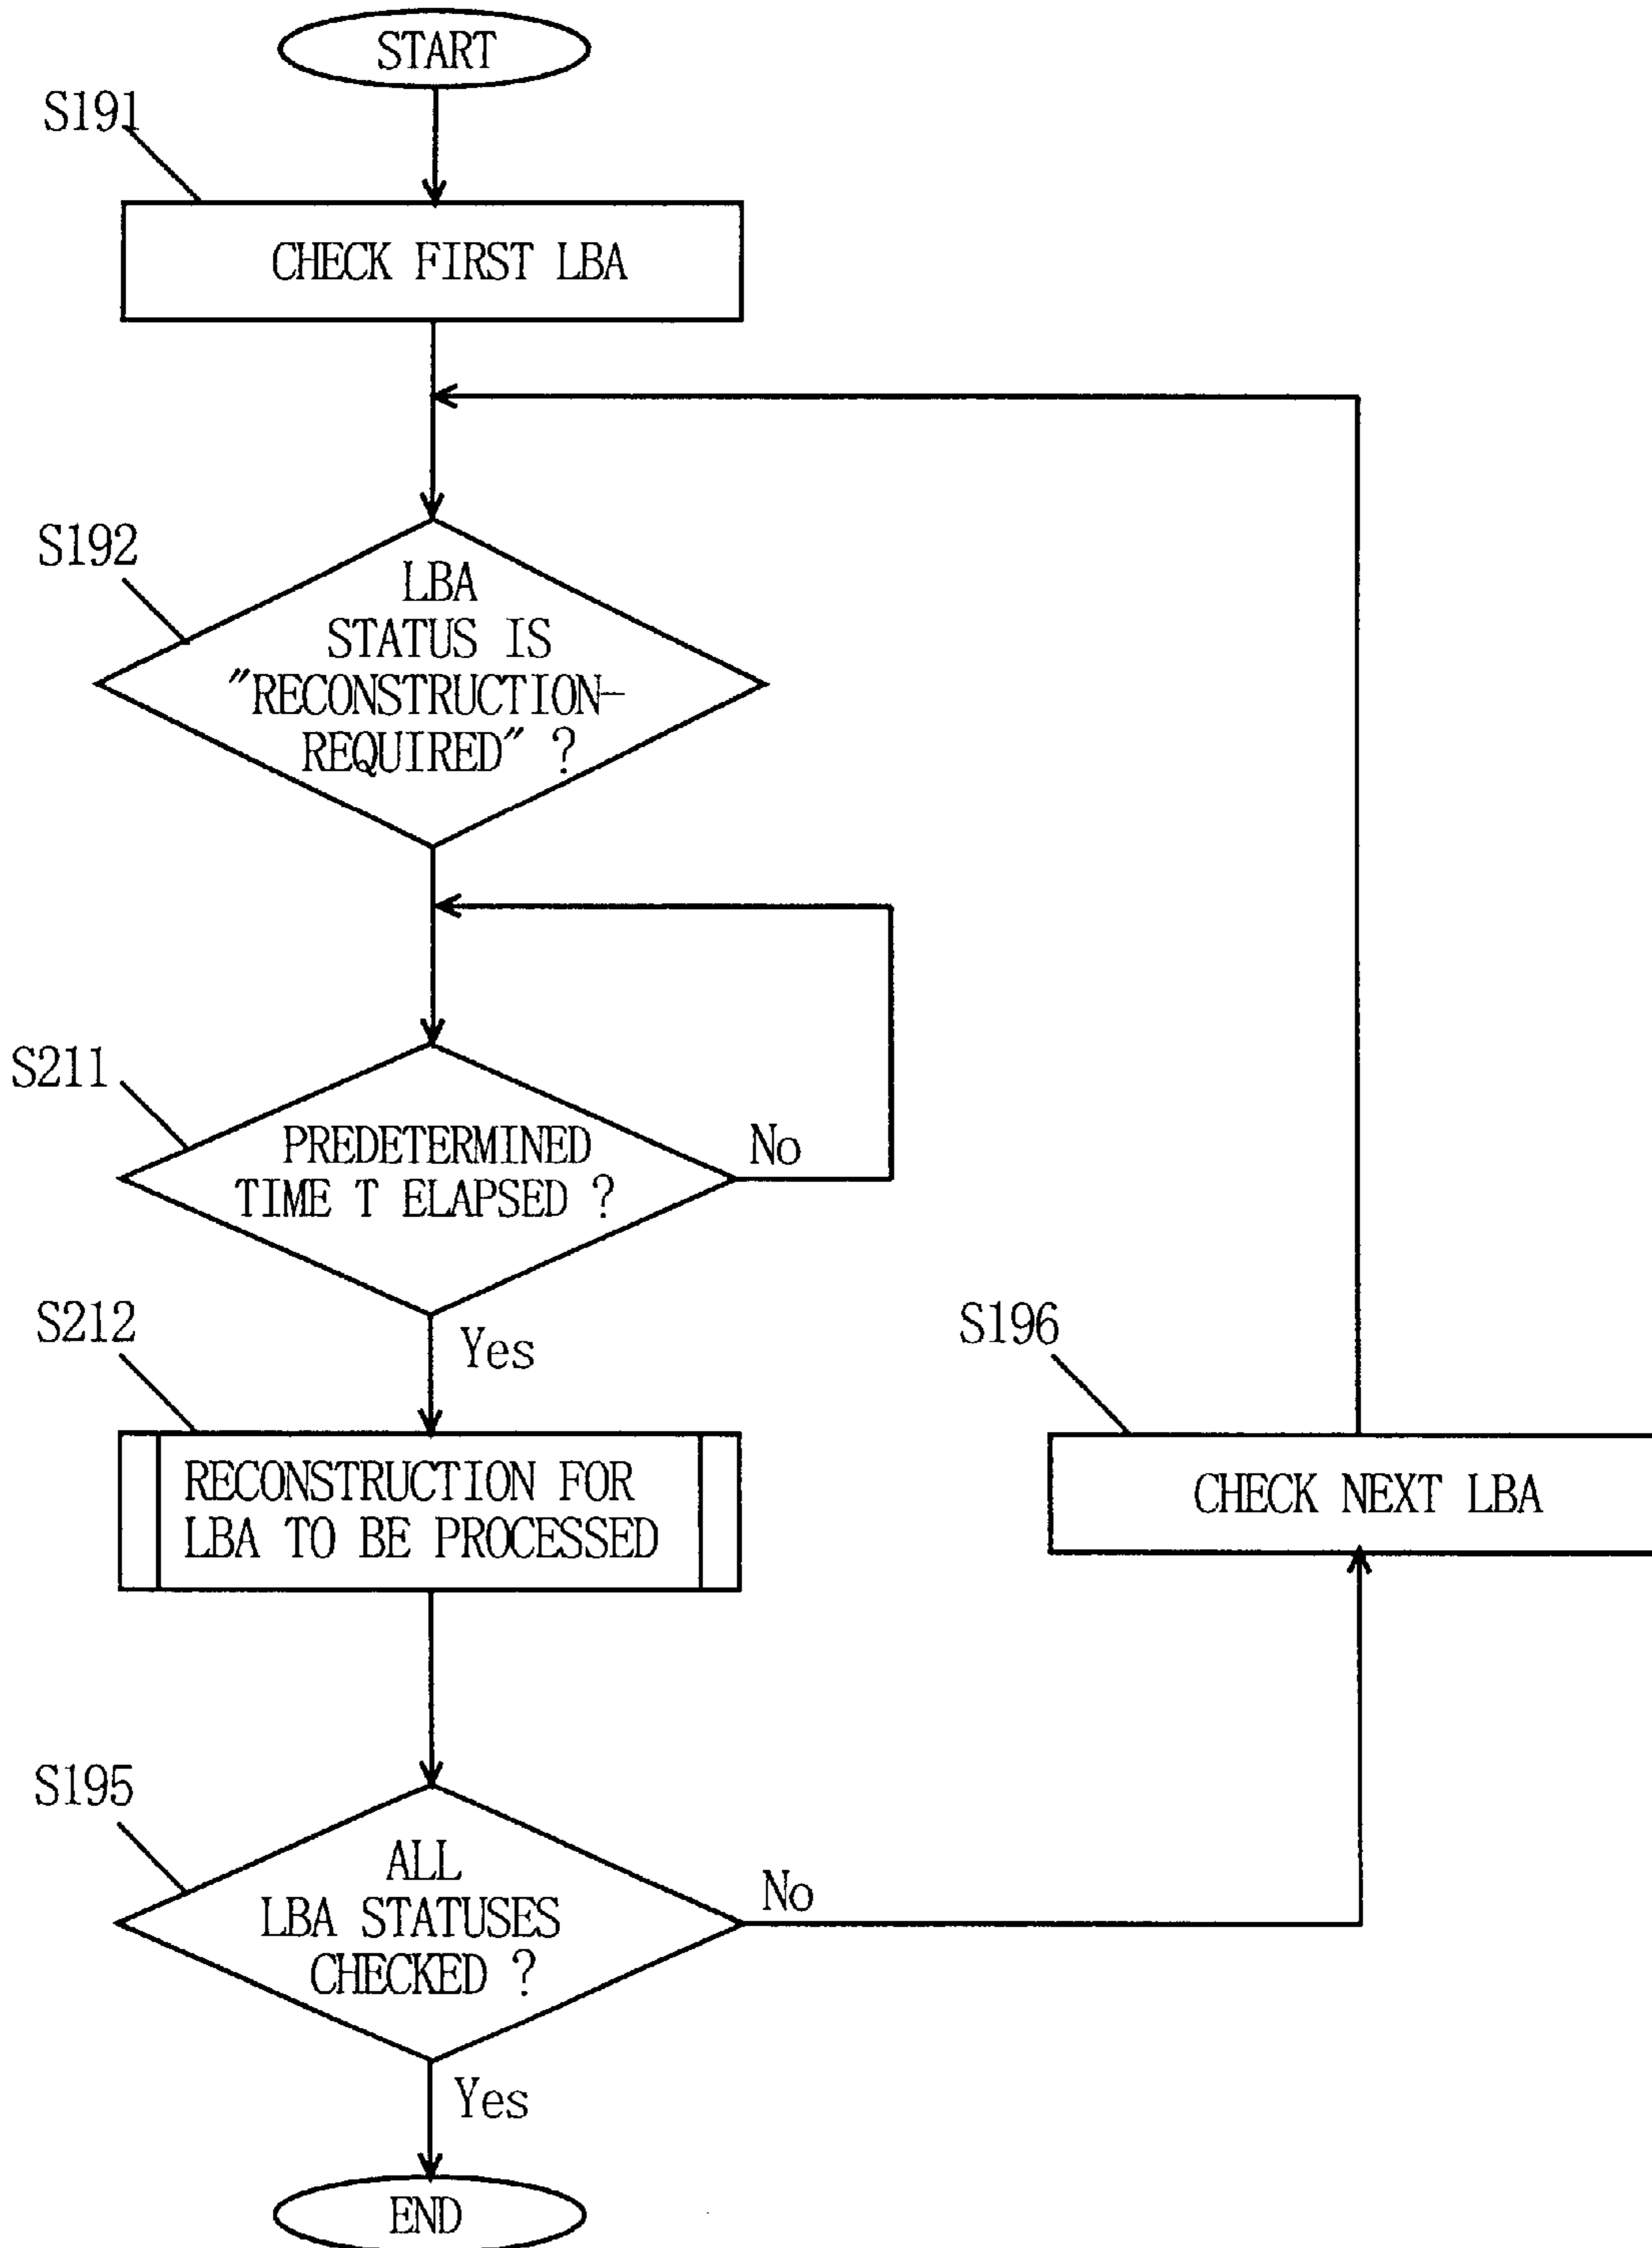 START
S191
CHECK FIRST LBA
S192
LBA
STATUS IS
"RECONSTRUCTION-
REQUIRED" ?
S211
PREDETERMINED
TIME T ELAPSED ?
No
Yes
S212
RECONSTRUCTION FOR
LBA TO BE PROCESSED
S196
CHECK NEXT LBA
S195
ALL
LBA STATUSES
CHECKED ?
No
Yes
END